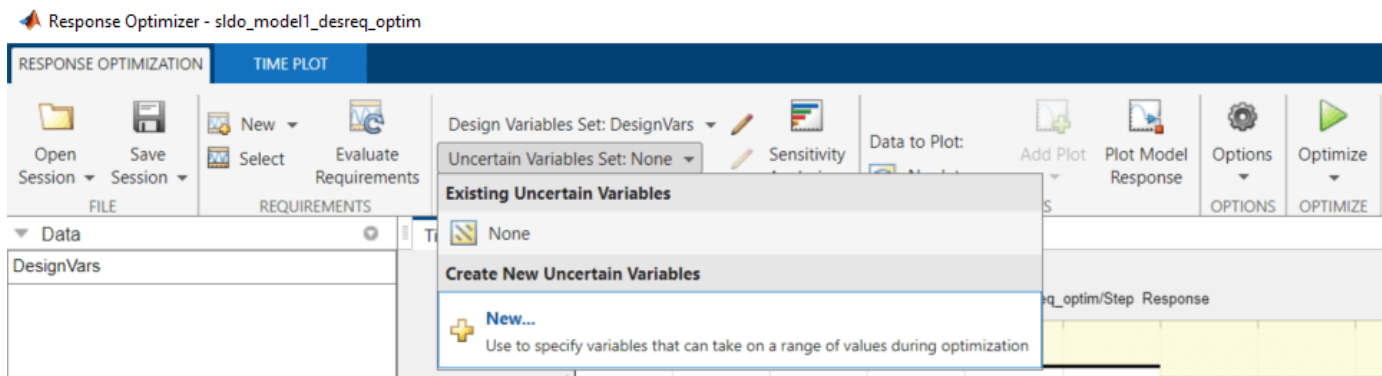 Response Optimizer - sldo_model1_desreq_optim
RESPONSE OPTIMIZATION
TIME PLOT
Open
Session
Save
Session
FILE
New
Select
Evaluate
Requirements
REQUIREMENTS
Design Variables Set: DesignVars
Uncertain Variables Set: None
Sensitivity
Data to Plot:
Add Plot
Plot Model
Response
S
Options
OPTIONS
Optimize
OPTIMIZE
Existing Uncertain Variables
None
Create New Uncertain Variables
New...
Use to specify variables that can take on a range of values during optimization
Data
DesignVars
Ti
eq_optim/Step Response